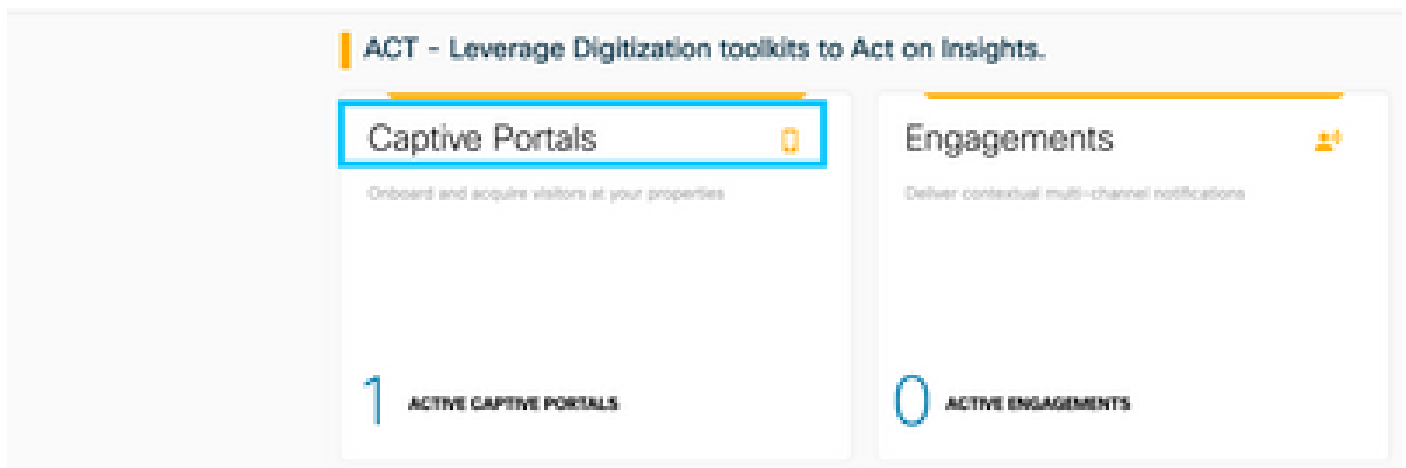 ACT - Leverage Digitization toolkits to Act on Insights.
Captive Portals
Onboard and acquire visitors at your properties
1 ACTIVE CAPTIVE PORTALS
Engagements
Deliver contextual multi-channel notifications
0 ACTIVE ENGAGEMENTS